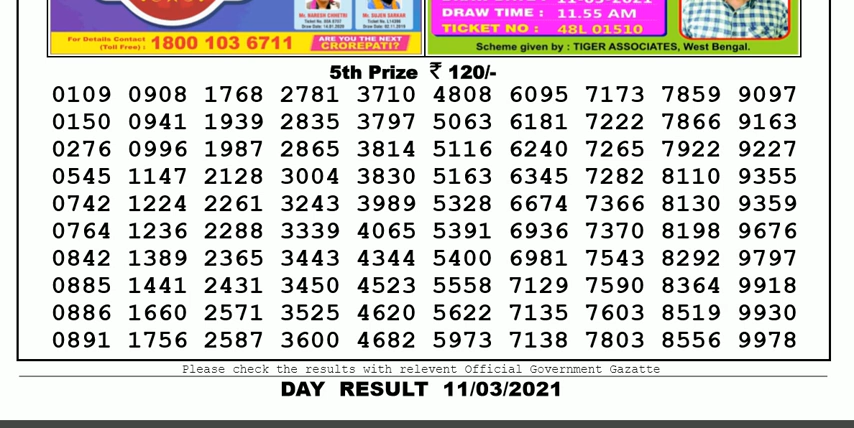 Mr. NARESH CHHETRI
Mr. SUJEN SARKAR
For Details Contact
(Toll Free) : 1800 103 6711
ARE YOU THE NEXT
CROREPATI?
DRAW TIME : 11.55 AM
TICKET NO : 48L 01510
Scheme given by : TIGER ASSOCIATES, West Bengal.
5th Prize ₹ 120/-
0109 0908 1768 2781 3710 4808 6095 7173 7859 9097
0150 0941 1939 2835 3797 5063 6181 7222 7866 9163
0276 0996 1987 2865 3814 5116 6240 7265 7922 9227
0545 1147 2128 3004 3830 5163 6345 7282 8110 9355
0742 1224 2261 3243 3989 5328 6674 7366 8130 9359
0764 1236 2288 3339 4065 5391 6936 7370 8198 9676
0842 1389 2365 3443 4344 5400 6981 7543 8292 9797
0885 1441 2431 3450 4523 5558 7129 7590 8364 9918
0886 1660 2571 3525 4620 5622 7135 7603 8519 9930
0891 1756 2587 3600 4682 5973 7138 7803 8556 9978
Please check the results with relevent Official Government Gazatte
DAY RESULT 11/03/2021